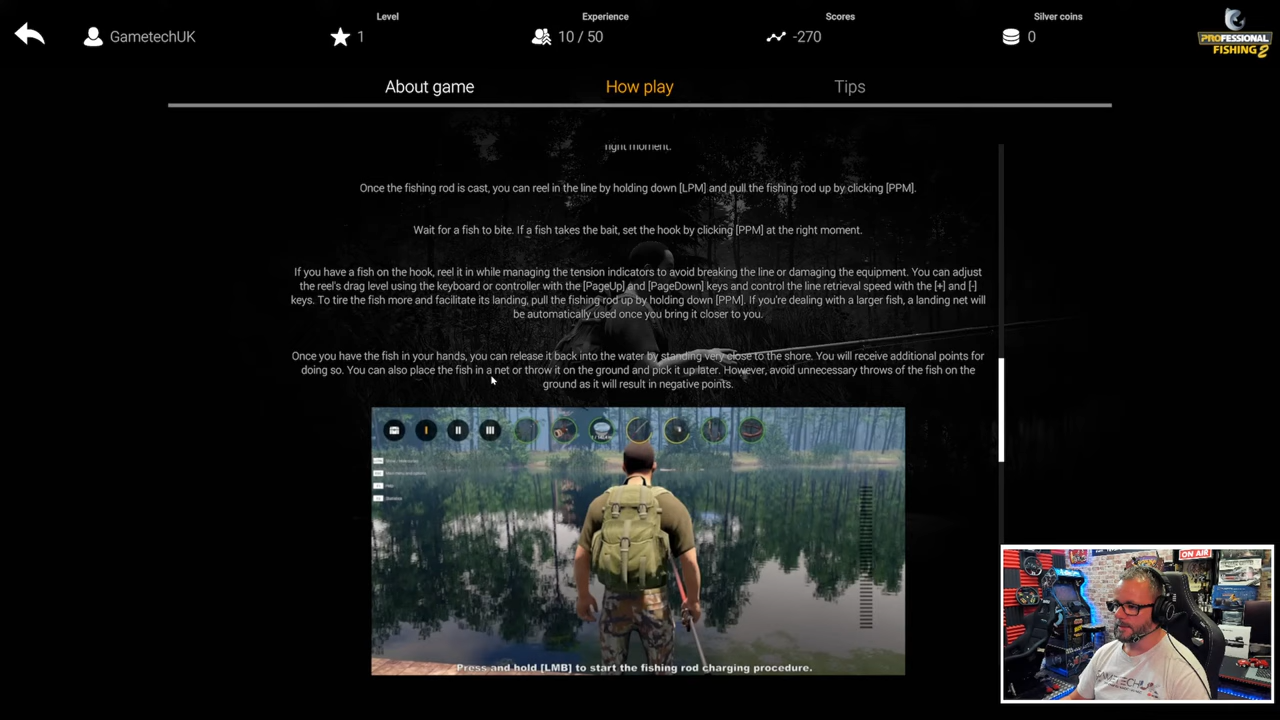 Level
Experience
Scores
Silver coins
GametechUK
1
10 / 50
-270
0
PROFESSIONAL
FISHING 2
About game
How play
Tips
right moment.
Once the fishing rod is cast, you can reel in the line by holding down [LPM] and pull the fishing rod up by clicking [PPM].
Wait for a fish to bite. If a fish takes the bait, set the hook by clicking [PPM] at the right moment.
If you have a fish on the hook, reel it in while managing the tension indicators to avoid breaking the line or damaging the equipment. You can adjust
the reel's drag level using the keyboard or controller with the [PageUp] and [PageDown] keys and control the line retrieval speed with the [+] and [-]
keys. To tire the fish more and facilitate its landing, pull the fishing rod up by holding down [PPM]. If you're dealing with a larger fish, a landing net will
be automatically used once you bring it closer to you.
Once you have the fish in your hands, you can release it back into the water by standing very close to the shore. You will receive additional points for
doing so. You can also place the fish in a net or throw it on the ground and pick it up later. However, avoid unnecessary throws of the fish on the
ground as it will result in negative points.
Press and hold [LMB] to start the fishing rod charging procedure.
ON AIR
GAMETECHUK